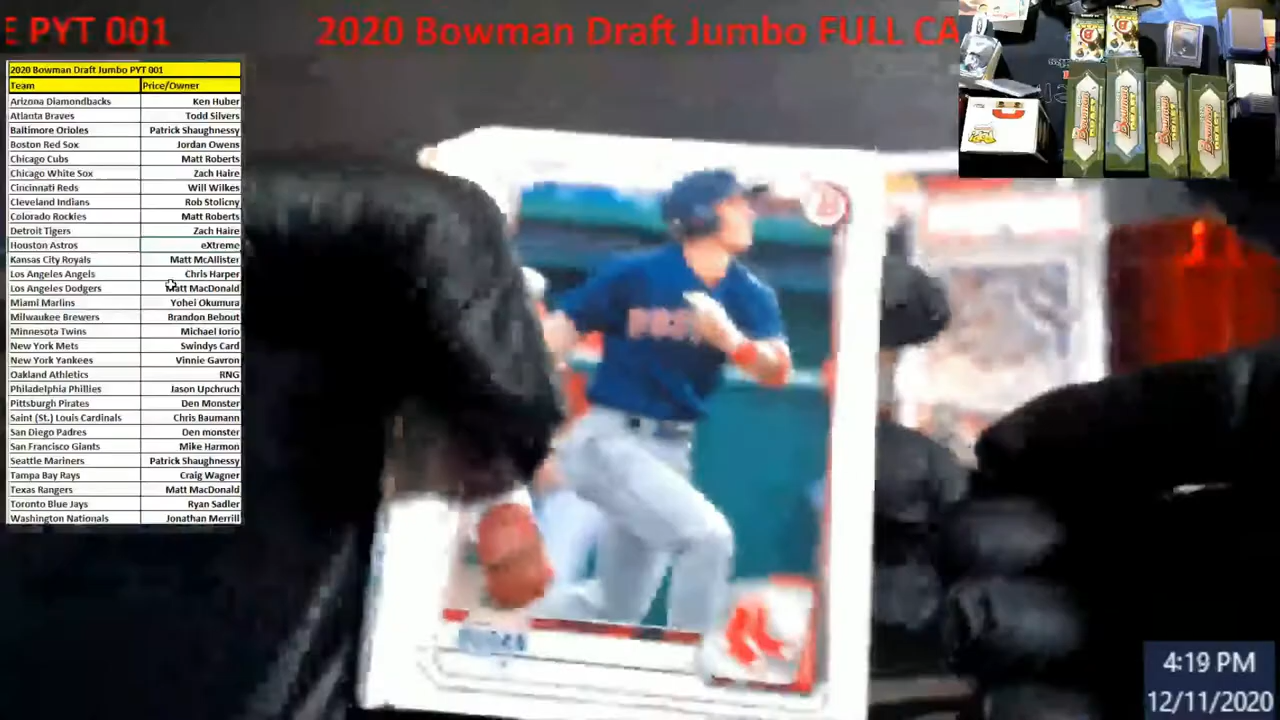 E PYT 001
2020 Bowman Draft Jumbo FULL CA
2020 Bowman Draft Jumbo PYT 001
Team Price/Owner
Arizona Diamondbacks Ken Huber
Atlanta Braves Todd Silvers
Baltimore Orioles Patrick Shaughnessy
Boston Red Sox Jordan Owens
Chicago Cubs Matt Roberts
Chicago White Sox Zach Haire
Cincinnati Reds Will Wilkes
Cleveland Indians Rob Stolicny
Colorado Rockies Matt Roberts
Detroit Tigers Zach Haire
Houston Astros eXtreme
Kansas City Royals Matt McAllister
Los Angeles Angels Chris Harper
Los Angeles Dodgers Matt MacDonald
Miami Marlins Yohei Okumura
Milwaukee Brewers Brandon Bebout
Minnesota Twins Michael Iorio
New York Mets Swindys Card
New York Yankees Vinnie Gavron
Oakland Athletics RNG
Philadelphia Phillies Jason Upchurch
Pittsburgh Pirates Den Monster
Saint (St.) Louis Cardinals Chris Baumann
San Diego Padres Den monster
San Francisco Giants Mike Harmon
Seattle Mariners Patrick Shaughnessy
Tampa Bay Rays Craig Wagner
Texas Rangers Matt MacDonald
Toronto Blue Jays Ryan Sadler
Washington Nationals Jonathan Merrill
Bowman
Bowman
Bowman
Bowman
4:19 PM
12/11/2020